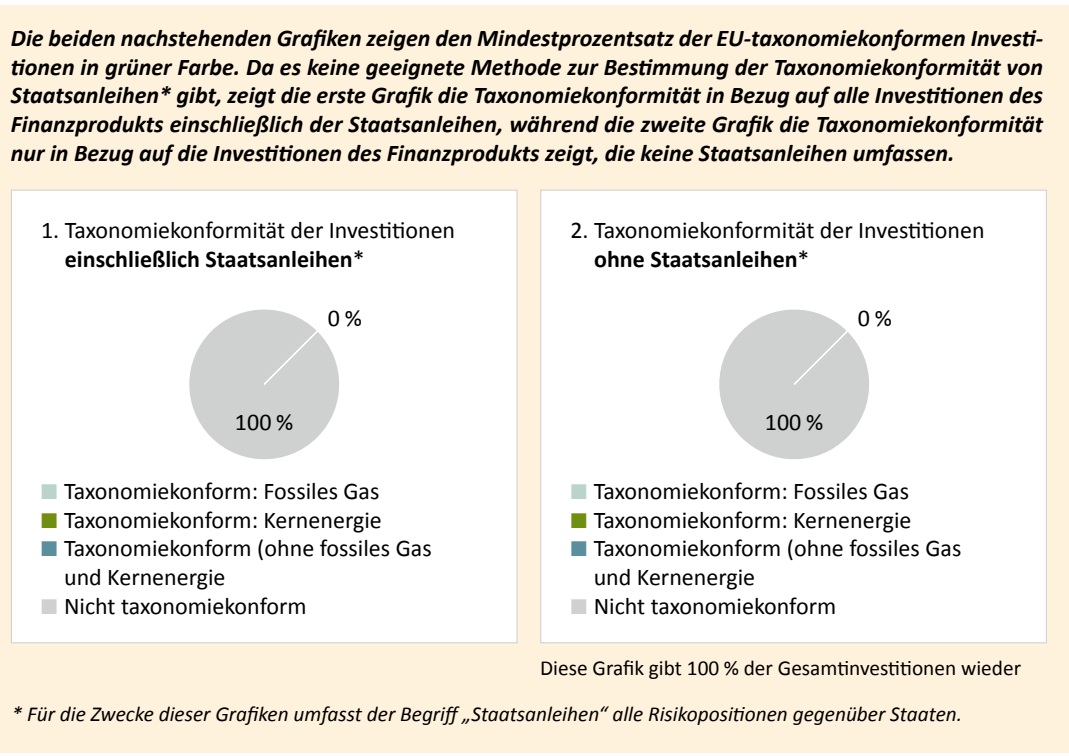 Die beiden nachstehenden Grafiken zeigen den Mindestprozentsatz der EU-taxonomiekonformen Investi-
tionen in grüner Farbe. Da es keine geeignete Methode zur Bestimmung der Taxonomiekonformität von
Staatsanleihen* gibt, zeigt die erste Grafik die Taxonomiekonformität in Bezug auf alle Investitionen des
Finanzprodukts einschließlich der Staatsanleihen, während die zweite Grafik die Taxonomiekonformität
nur in Bezug auf die Investitionen des Finanzprodukts zeigt, die keine Staatsanleihen umfassen.
1. Taxonomiekonformität der Investitionen
einschließlich Staatsanleihen*
0 %
100 %
Taxonomiekonform: Fossiles Gas
Taxonomiekonform: Kernenergie
Taxonomiekonform (ohne fossiles Gas
und Kernenergie
Nicht taxonomiekonform
2. Taxonomiekonformität der Investitionen
ohne Staatsanleihen*
0 %
100 %
Taxonomiekonform: Fossiles Gas
Taxonomiekonform: Kernenergie
Taxonomiekonform (ohne fossiles Gas
und Kernenergie
Nicht taxonomiekonform
Diese Grafik gibt 100 % der Gesamtinvestitionen wieder
* Für die Zwecke dieser Grafiken umfasst der Begriff „Staatsanleihen“ alle Risikopositionen gegenüber Staaten.